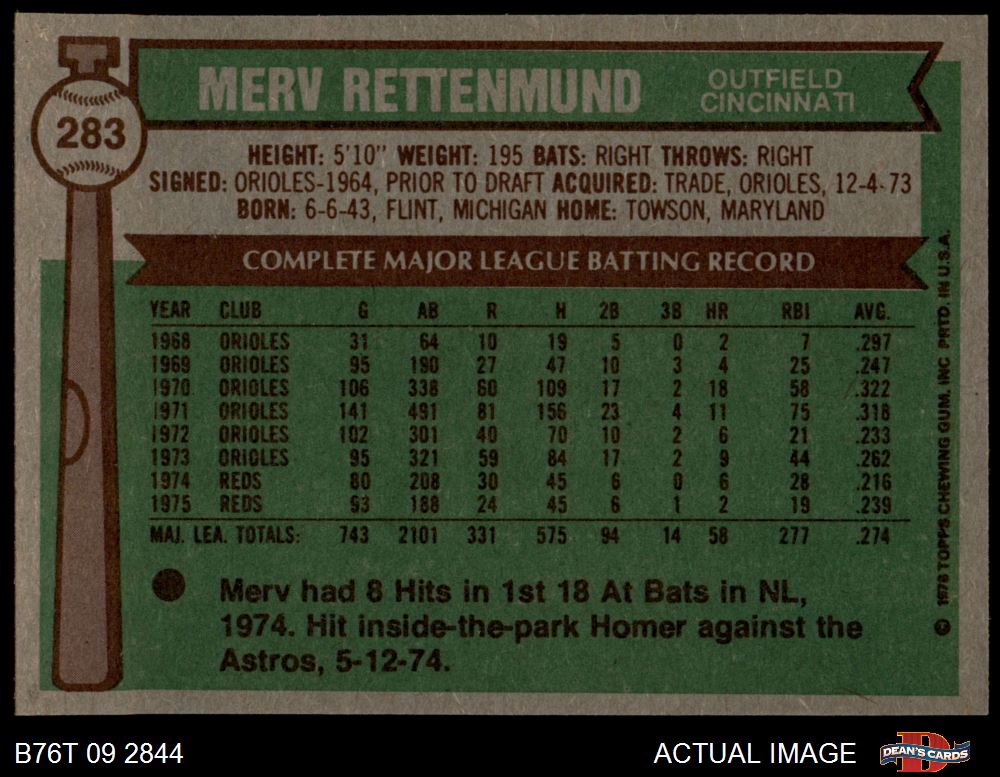 283
MERV RETTENMUND
OUTFIELD
CINCINNATI
HEIGHT: 5'10" WEIGHT: 195 BATS: RIGHT THROWS: RIGHT
SIGNED: ORIOLES-1964, PRIOR TO DRAFT ACQUIRED: TRADE, ORIOLES, 12-4-73
BORN: 6-6-43, FLINT, MICHIGAN HOME: TOWSON, MARYLAND
COMPLETE MAJOR LEAGUE BATTING RECORD
YEAR CLUB G AB R H 2B 3B HR RBI AVG.
1968 ORIOLES 31 64 10 19 5 0 2 7 .297
1969 ORIOLES 95 190 27 47 10 3 4 25 .247
1970 ORIOLES 106 338 60 109 17 2 18 58 .322
1971 ORIOLES 141 491 81 156 23 4 11 75 .318
1972 ORIOLES 102 301 40 70 10 2 6 21 .233
1973 ORIOLES 95 321 59 84 17 2 9 44 .262
1974 REDS 80 208 30 45 6 0 6 28 .216
1975 REDS 93 188 24 45 6 1 2 19 .239
MAJ. LEA. TOTALS: 743 2101 331 575 94 14 58 277 .274
Merv had 8 Hits in 1st 18 At Bats in NL,
1974. Hit inside-the-park Homer against the
Astros, 5-12-74.
© 1976 TOPPS CHEWING GUM, INC. PRTD. IN U.S.A.
B76T 09 2844
ACTUAL IMAGE
D
DEAN'S CARDS